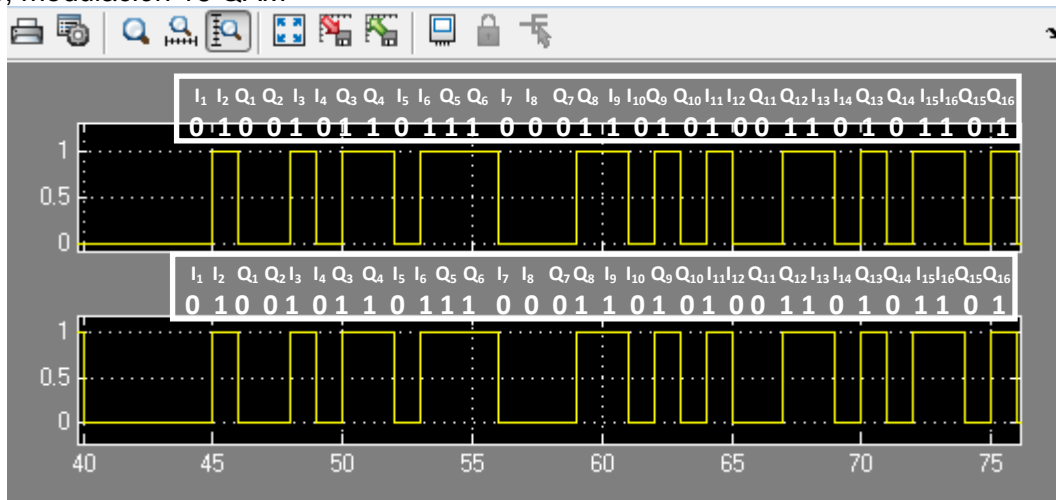 modulación 16-QAM
I₁ I₂ Q₁ Q₂ I₃ I₄ Q₃ Q₄ I₅ I₆ Q₅ Q₆ I₇ I₈ Q₇ Q₈ I₉ I₁₀ Q₉ Q₁₀ I₁₁ I₁₂ Q₁₁ Q₁₂ I₁₃ I₁₄ Q₁₃ Q₁₄ I₁₅ I₁₆ Q₁₅ Q₁₆
0 1 0 0 1 0 1 1 0 1 1 1 0 0 0 1 1 0 1 0 1 0 0 1 1 0 1 0 1 1 0 1
1
0.5
0
I₁ I₂ Q₁ Q₂ I₃ I₄ Q₃ Q₄ I₅ I₆ Q₅ Q₆ I₇ I₈ Q₇ Q₈ I₉ I₁₀ Q₉ Q₁₀ I₁₁ I₁₂ Q₁₁ Q₁₂ I₁₃ I₁₄ Q₁₃ Q₁₄ I₁₅ I₁₆ Q₁₅ Q₁₆
0 1 0 0 1 0 1 1 0 1 1 1 0 0 0 1 1 0 1 0 1 0 0 1 1 0 1 0 1 1 0 1
1
0.5
0
40 45 50 55 60 65 70 75